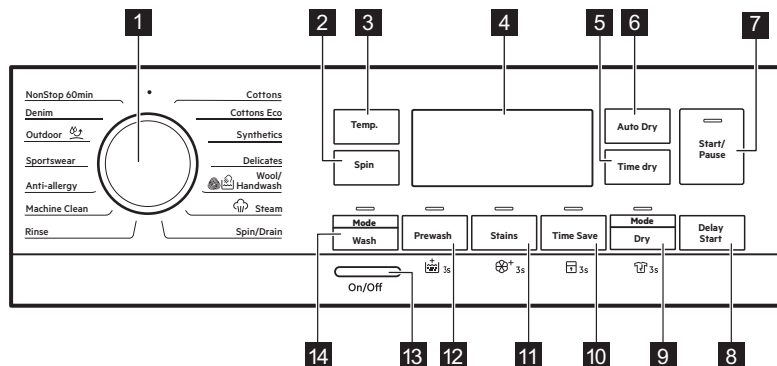 1
2
3
4
5
6
7
NonStop 60min
Denim
Outdoor
Sportswear
Anti-allergy
Machine Clean
Rinse
Cottons
Cottons Eco
Synthetics
Delicates
Wool/
Handwash
Steam
Spin/Drain
Temp.
Spin
Auto Dry
Time dry
Start/
Pause
Mode
Wash
Prewash
Stains
Time Save
Mode
Dry
Delay
Start
+ 3s
+ 3s
3s
3s
On/Off
14
13
12
11
10
9
8